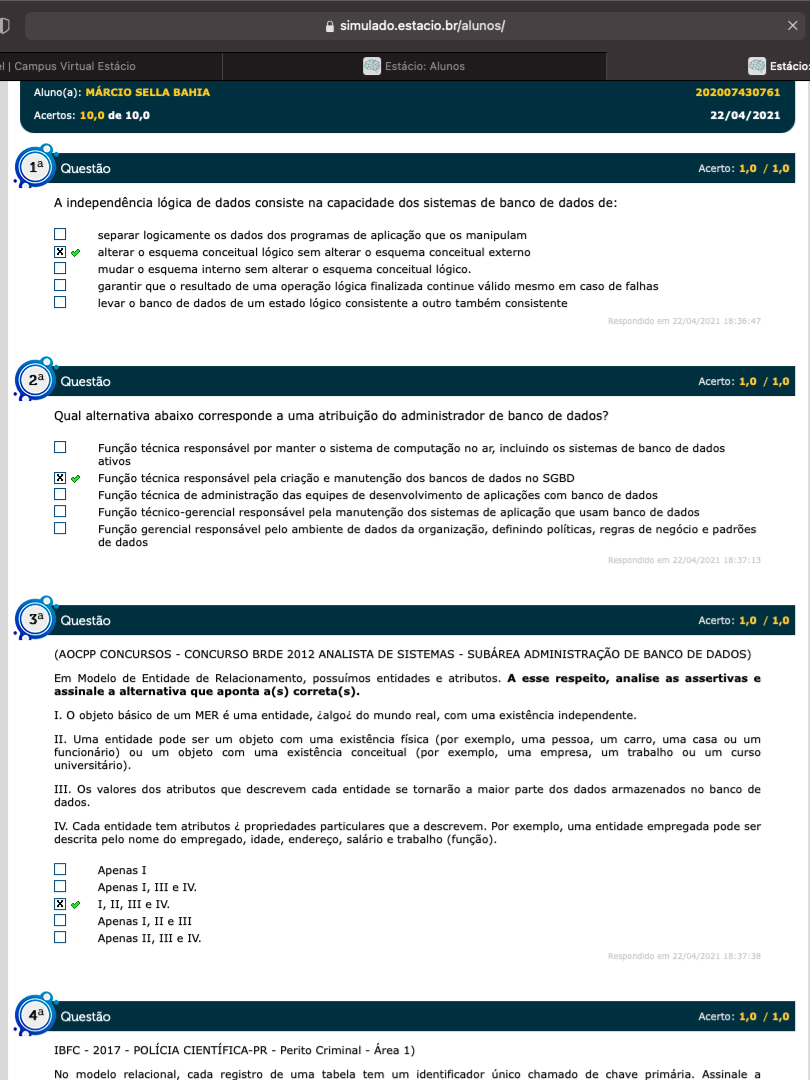 simulado.estacio.br/alunos/
el | Campus Virtual Estácio
Estácio: Alunos
Estácio:
Aluno(a): MÁRCIO SELLA BAHIA
202007430761
Acertos: 10,0 de 10,0
22/04/2021
1ª Questão
Acerto: 1,0 / 1,0
A independência lógica de dados consiste na capacidade dos sistemas de banco de dados de:
separar logicamente os dados dos programas de aplicação que os manipulam
alterar o esquema conceitual lógico sem alterar o esquema conceitual externo
mudar o esquema interno sem alterar o esquema conceitual lógico.
garantir que o resultado de uma operação lógica finalizada continue válido mesmo em caso de falhas
levar o banco de dados de um estado lógico consistente a outro também consistente
Respondido em 22/04/2021 18:36:47
2ª Questão
Acerto: 1,0 / 1,0
Qual alternativa abaixo corresponde a uma atribuição do administrador de banco de dados?
Função técnica responsável por manter o sistema de computação no ar, incluindo os sistemas de banco de dados
ativos
Função técnica responsável pela criação e manutenção dos bancos de dados no SGBD
Função técnica de administração das equipes de desenvolvimento de aplicações com banco de dados
Função técnico-gerencial responsável pela manutenção dos sistemas de aplicação que usam banco de dados
Função gerencial responsável pelo ambiente de dados da organização, definindo políticas, regras de negócio e padrões
de dados
Respondido em 22/04/2021 18:37:13
3ª Questão
Acerto: 1,0 / 1,0
(AOCPP CONCURSOS - CONCURSO BRDE 2012 ANALISTA DE SISTEMAS - SUBÁREA ADMINISTRAÇÃO DE BANCO DE DADOS)
Em Modelo de Entidade de Relacionamento, possuímos entidades e atributos. A esse respeito, analise as assertivas e
assinale a alternativa que aponta a(s) correta(s).
I. O objeto básico de um MER é uma entidade, ¿algo¿ do mundo real, com uma existência independente.
II. Uma entidade pode ser um objeto com uma existência física (por exemplo, uma pessoa, um carro, uma casa ou um
funcionário) ou um objeto com uma existência conceitual (por exemplo, uma empresa, um trabalho ou um curso
universitário).
III. Os valores dos atributos que descrevem cada entidade se tornarão a maior parte dos dados armazenados no banco de
dados.
IV. Cada entidade tem atributos ¿ propriedades particulares que a descrevem. Por exemplo, uma entidade empregada pode ser
descrita pelo nome do empregado, idade, endereço, salário e trabalho (função).
Apenas I
Apenas I, III e IV.
I, II, III e IV.
Apenas I, II e III
Apenas II, III e IV.
Respondido em 22/04/2021 18:37:38
4ª Questão
Acerto: 1,0 / 1,0
IBFC - 2017 - POLÍCIA CIENTÍFICA-PR - Perito Criminal - Área 1)
No modelo relacional, cada registro de uma tabela tem um identificador único chamado de chave primária. Assinale a